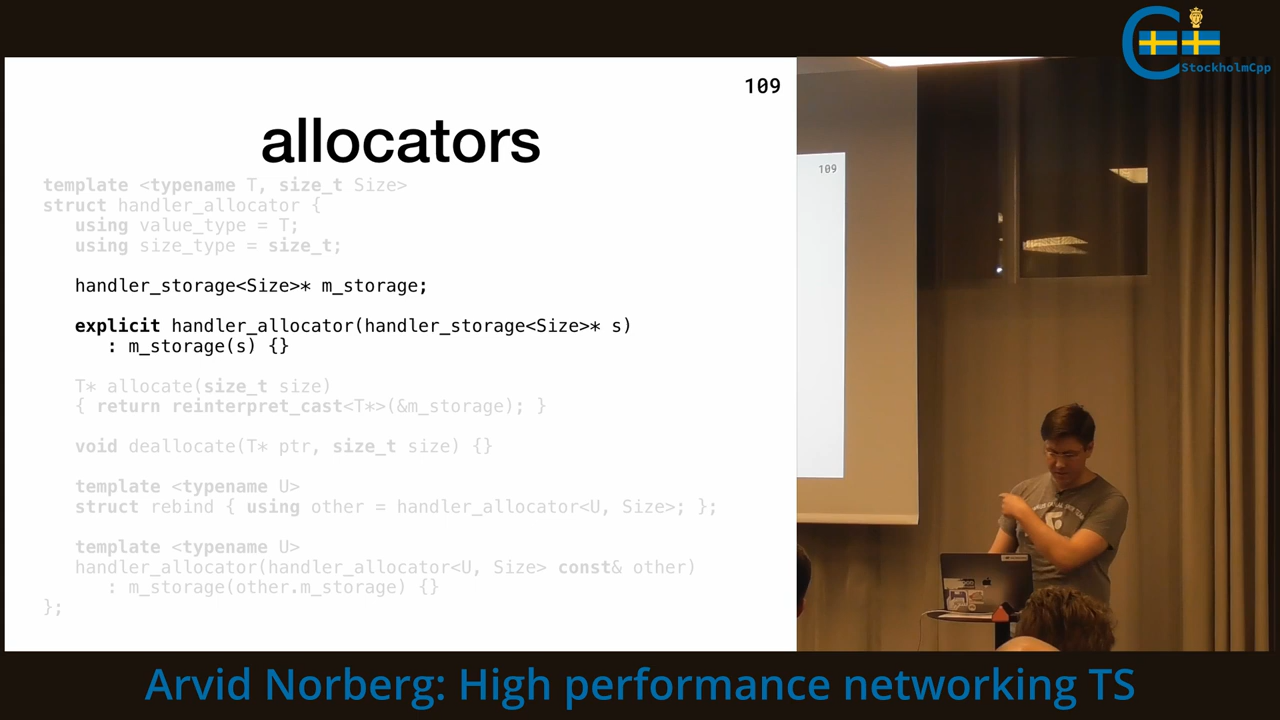 StockholmCpp
109
allocators
template <typename T, size_t Size>
struct handler_allocator {
using value_type = T;
using size_type = size_t;
handler_storage<Size>* m_storage;
explicit handler_allocator(handler_storage<Size>* s)
: m_storage(s) {}
T* allocate(size_t size)
{ return reinterpret_cast<T*>(&m_storage); }
void deallocate(T* ptr, size_t size) {}
template <typename U>
struct rebind { using other = handler_allocator<U, Size>; };
template <typename U>
handler_allocator(handler_allocator<U, Size> const& other)
: m_storage(other.m_storage) {}
};
109
Arvid Norberg: High performance networking TS